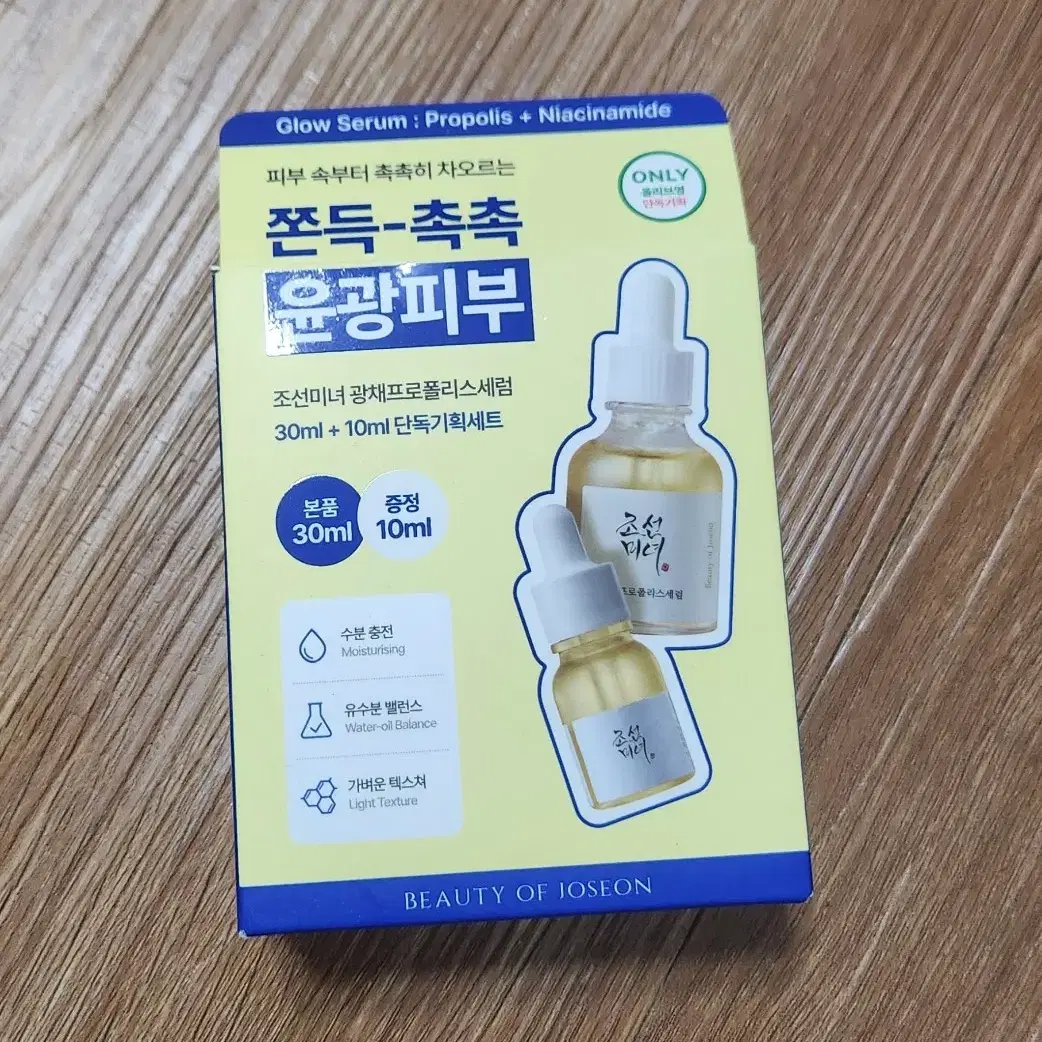 Glow Serum : Propolis + Niacinamide
피부 속부터 촉촉히 차오르는
ONLY
올리브영
단독기획
쫀득-촉촉
윤광피부
조선미녀 광채프로폴리스세럼
30ml + 10ml 단독기획세트
본품
30ml
증정
10ml
수분 충전
Moisturising
유수분 밸런스
Water-oil Balance
가벼운 텍스쳐
Light Texture
조선
미녀
프로폴리스세럼
Beauty of Joseon
조선
미녀
BEAUTY OF JOSEON